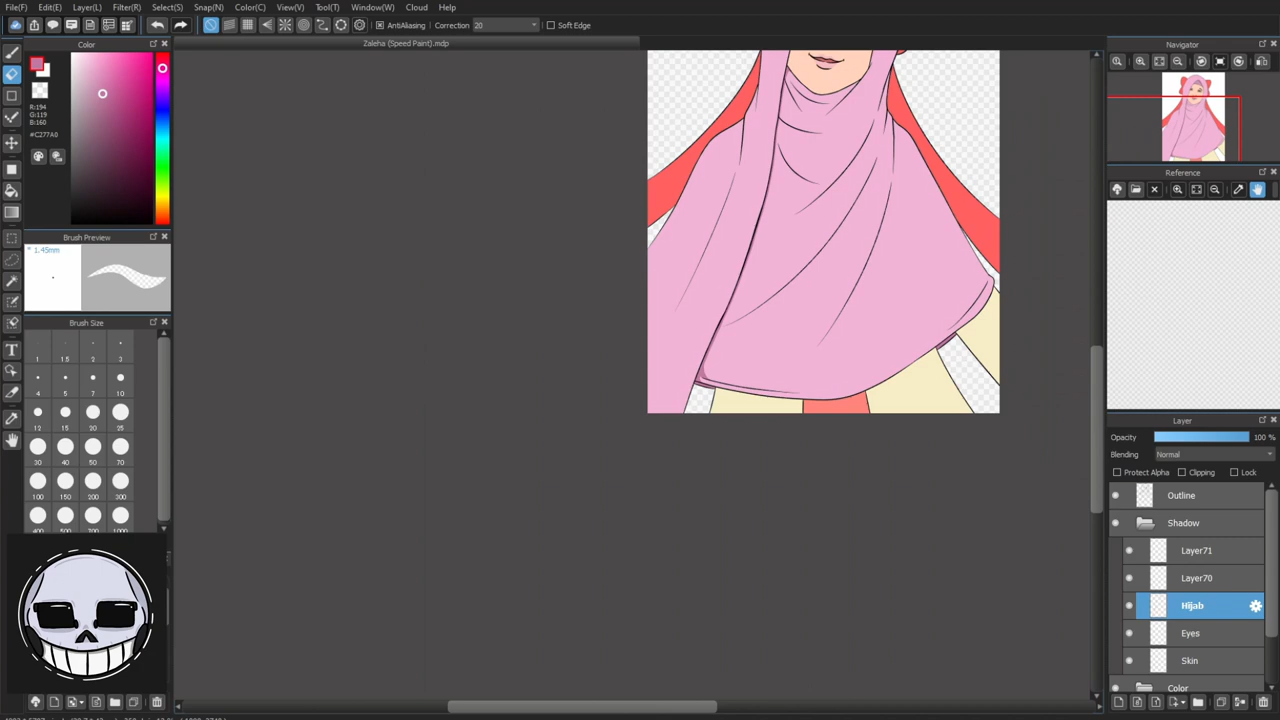 File(F) Edit(E) Layer(L) Filter(R) Select(S) Snap(N) Color(C) View(V) Tool(T) Window(W) Cloud Help
AntiAliasing Correction 20 Soft Edge
Color
Zaleha (Speed Paint).mdp
Navigator
R:194
G:119
B:160
#C277A0
Reference
Brush Preview
* 1.45mm
Brush Size
1 1.5 2 3
4 5 7 10
12 15 20 25
30 40 50 70
100 150 200 300
400 500 700 1000
Layer
Opacity 100 %
Blending Normal
Protect Alpha Clipping Lock
Outline
Shadow
Layer71
Layer70
Hijab
Eyes
Skin
Color